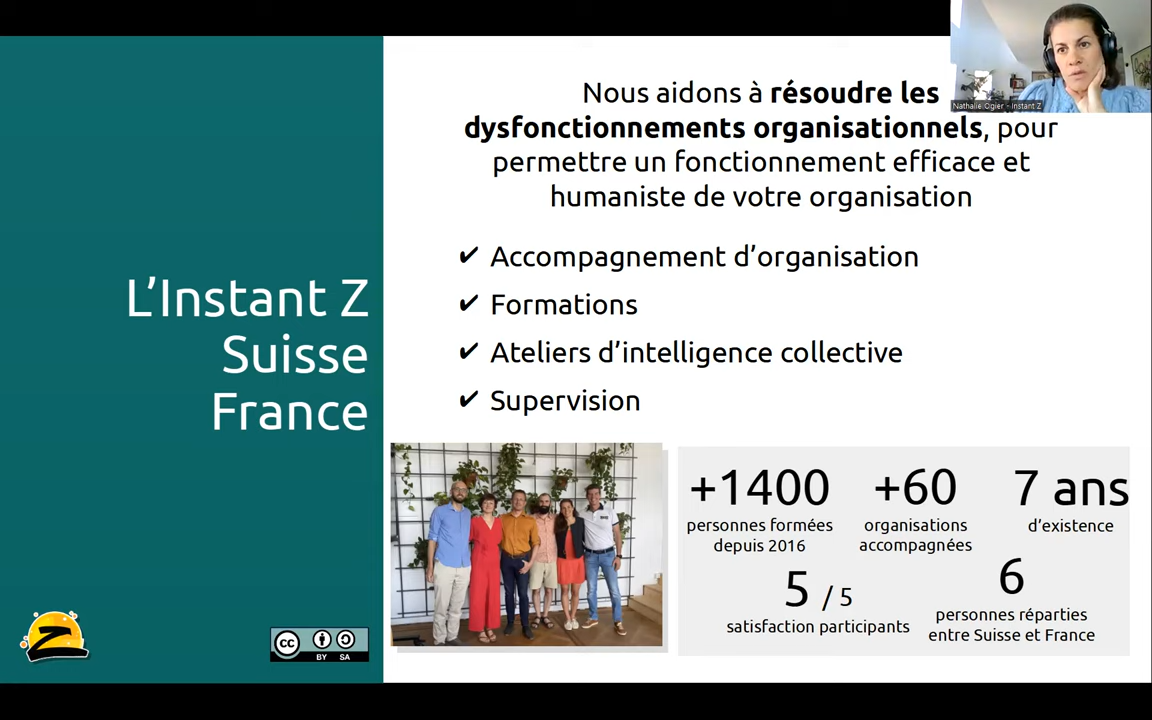 L’Instant Z
Suisse
France
Nous aidons à résoudre les
dysfonctionnements organisationnels, pour
permettre un fonctionnement efficace et
humaniste de votre organisation
✔ Accompagnement d’organisation
✔ Formations
✔ Ateliers d’intelligence collective
✔ Supervision
+1400
personnes formées
depuis 2016
+60
organisations
accompagnées
7 ans
d’existence
5 / 5
satisfaction participants
6
personnes réparties
entre Suisse et France
Z
cc
BY SA
Nathalie Ogier - Instant Z